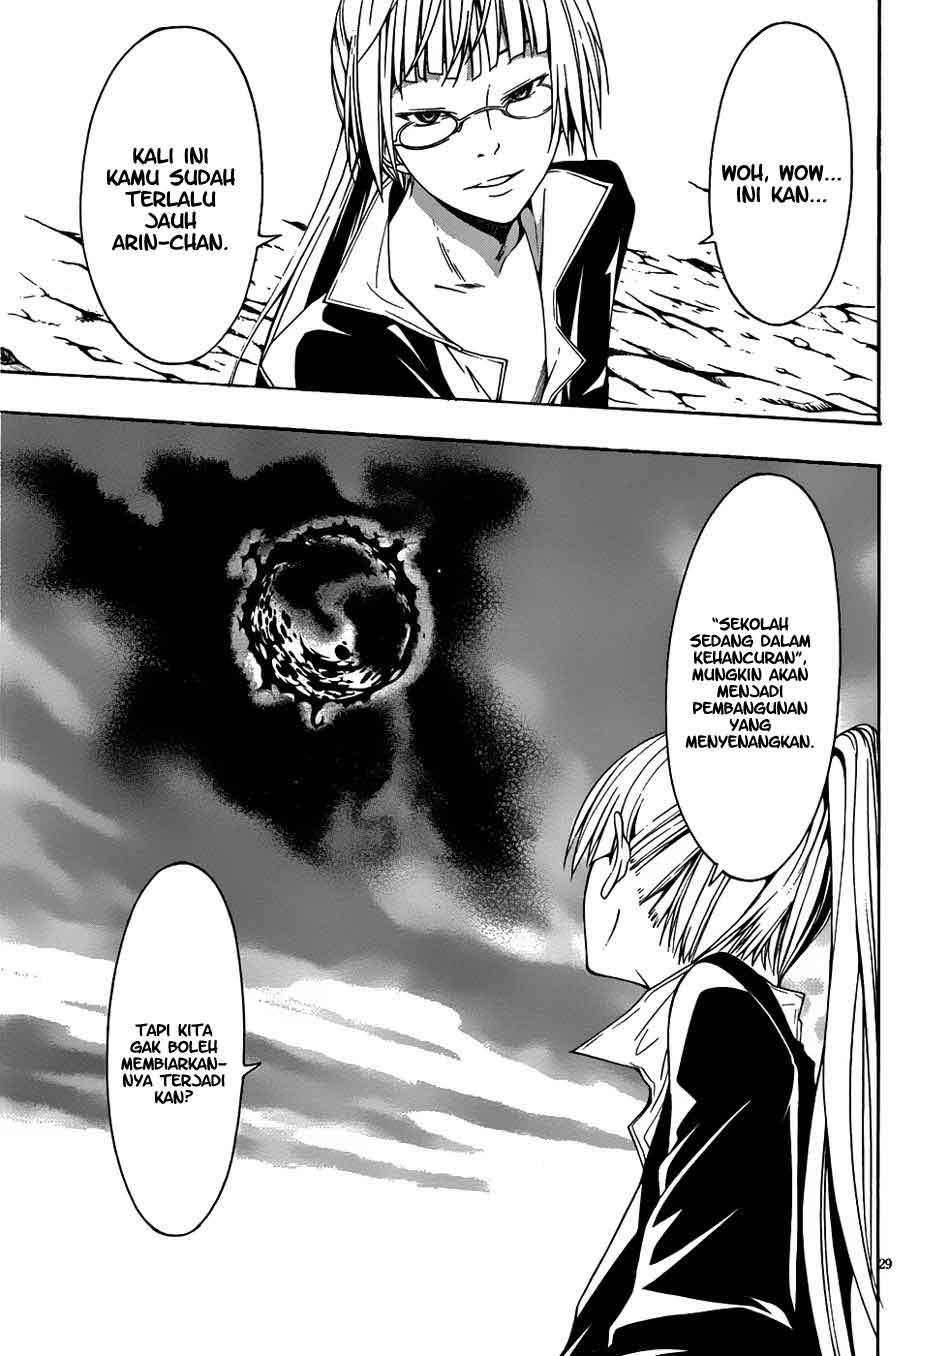 WOH, WOW...
INI KAN...
KALI INI
KAMU SUDAH
TERLALU
JAUH
ARIN-CHAN.
"SEKOLAH
SEDANG DALAM
KEHANCURAN",
MUNGKIN AKAN
MENJADI
PEMBANGUNAN
YANG
MENYENANGKAN.
TAPI KITA
GAK BOLEH
MEMBIARKAN-
NYA TERJADI
KAN?
29